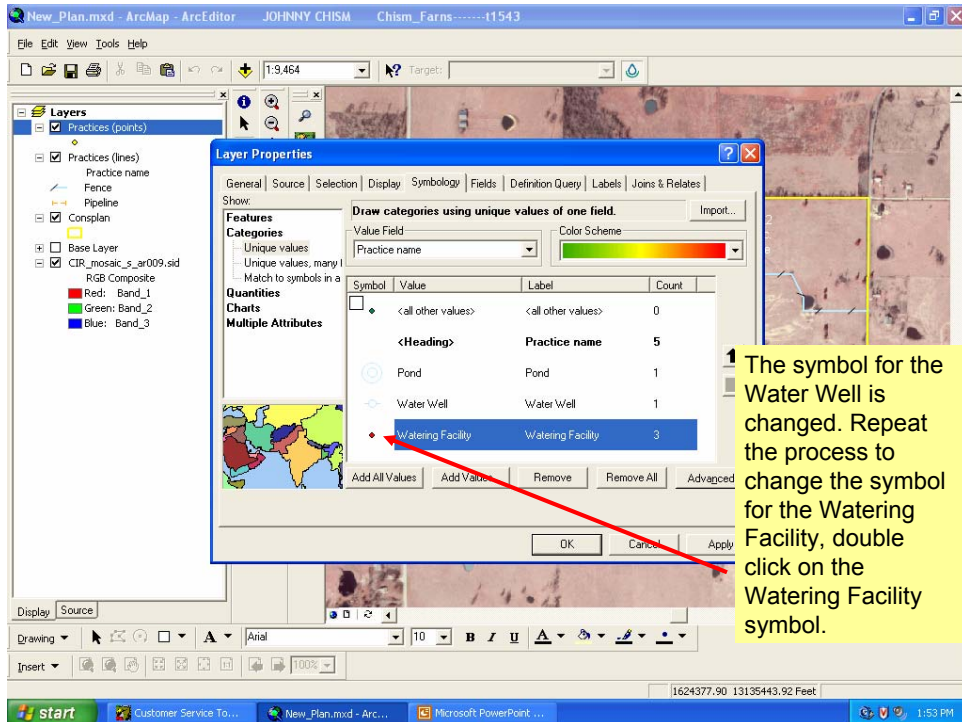 New_Plan.mxd - ArcMap - ArcEditor JOHNNY CHISM Chism_Farns-------t1543
File Edit View Tools Help
1:9,464 Target:
Layers
Practices (points)
Practices (lines)
Practice name
Fence
Pipeline
Consplan
Base Layer
CIR_mosaic_s_ar009.sid
RGB Composite
Red: Band_1
Green: Band_2
Blue: Band_3
Layer Properties
General Source Selection Display Symbology Fields Definition Query Labels Joins & Relates
Show:
Features
Categories
Unique values
Unique values, many
Match to symbols in a
Quantities
Charts
Multiple Attributes
Draw categories using unique values of one field. Import...
Value Field Color Scheme
Practice name
Symbol Value Label Count
<all other values> <all other values> 0
<Heading> Practice name 5
Pond Pond 1
Water Well Water Well 1
Watering Facility Watering Facility 3
Add All Values Add Values Remove Remove All Advanced
OK Cancel Apply
The symbol for the
Water Well is
changed. Repeat
the process to
change the symbol
for the Watering
Facility, double
click on the
Watering Facility
symbol.
Display Source
Drawing A Arial 10 B I U A
Insert 1:1 100%
1624377.90 13135443.92 Feet
start Customer Service To... New_Plan.mxd - Arc... Microsoft PowerPoint ... 1:53 PM